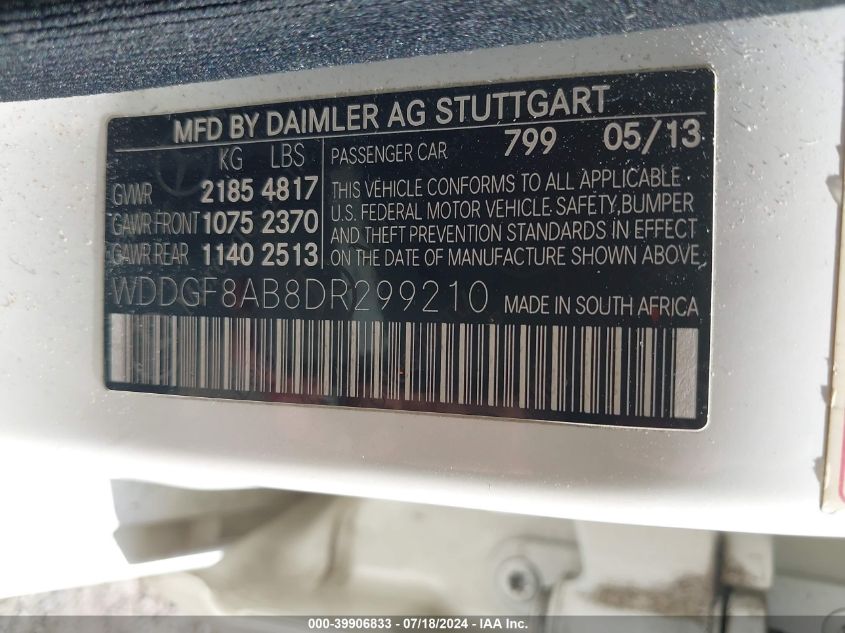 MFD BY DAIMLER AG STUTTGART
KG LBS
GVWR 2185 4817
GAWR FRONT 1075 2370
GAWR REAR 1140 2513
PASSENGER CAR 799 05/13
THIS VEHICLE CONFORMS TO ALL APPLICABLE
U.S. FEDERAL MOTOR VEHICLE SAFETY, BUMPER
AND THEFT PREVENTION STANDARDS IN EFFECT
ON THE DATE OF MANUFACTURE SHOWN ABOVE.
WDDGF8AB8DR299210 MADE IN SOUTH AFRICA
000-39906833 / 07/18/2024 - IAA Inc.